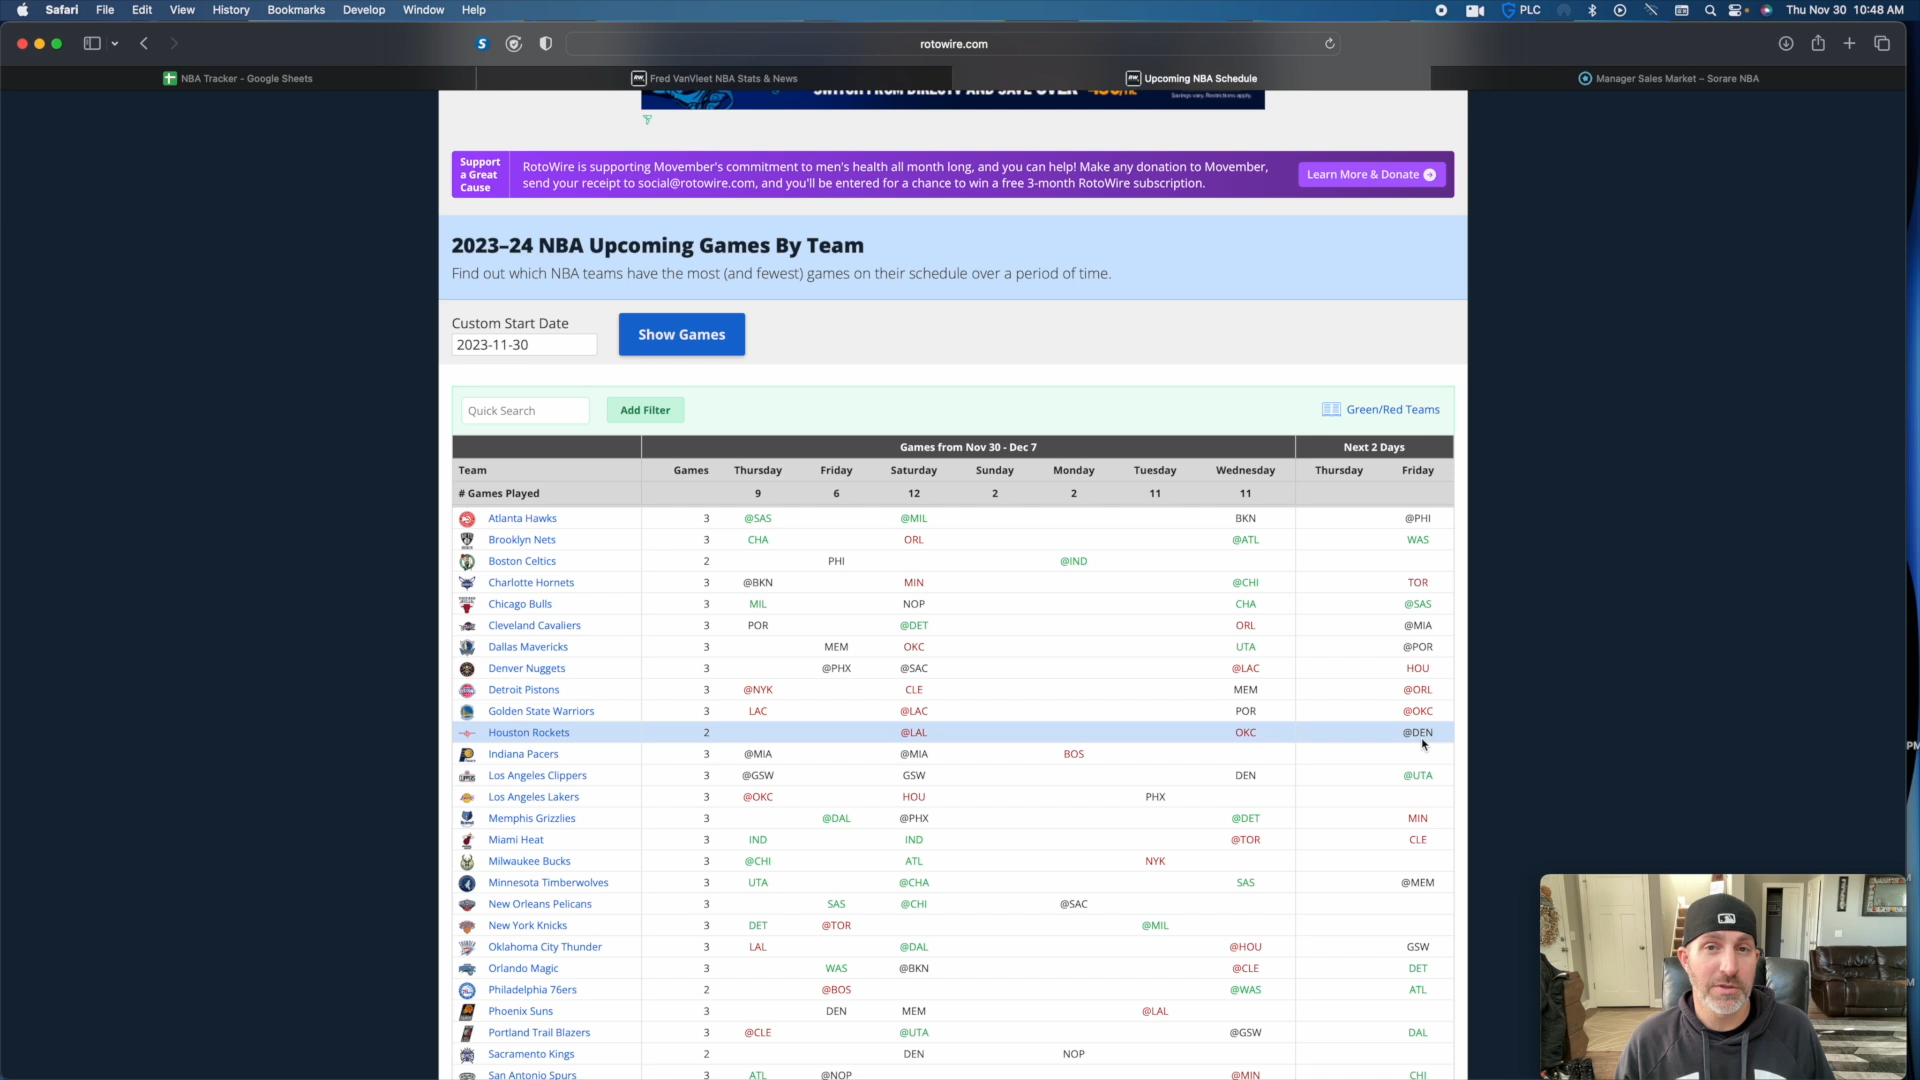 Safari File Edit View History Bookmarks Develop Window Help PLC Thu Nov 30 10:48 AM
rotowire.com
NBA Tracker - Google Sheets Fred VanVleet NBA Stats & News Upcoming NBA Schedule Manager Sales Market – Sorare NBA
SWITCH FROM DIRECTV AND SAVE OVER
Savings vary. Restrictions apply.
Support a Great Cause
RotoWire is supporting Movember's commitment to men's health all month long, and you can help! Make any donation to Movember,
send your receipt to social@rotowire.com, and you'll be entered for a chance to win a free 3-month RotoWire subscription.
Learn More & Donate
2023–24 NBA Upcoming Games By Team
Find out which NBA teams have the most (and fewest) games on their schedule over a period of time.
Custom Start Date
2023-11-30
Show Games
Quick Search Add Filter Green/Red Teams
Games from Nov 30 - Dec 7 Next 2 Days
Team Games Thursday Friday Saturday Sunday Monday Tuesday Wednesday Thursday Friday
# Games Played 9 6 12 2 2 11 11
Atlanta Hawks 3 @SAS @MIL BKN @PHI
Brooklyn Nets 3 CHA ORL @ATL WAS
Boston Celtics 2 PHI @IND
Charlotte Hornets 3 @BKN MIN @CHI TOR
Chicago Bulls 3 MIL NOP CHA @SAS
Cleveland Cavaliers 3 POR @DET ORL @MIA
Dallas Mavericks 3 MEM OKC UTA @POR
Denver Nuggets 3 @PHX @SAC @LAC HOU
Detroit Pistons 3 @NYK CLE MEM @ORL
Golden State Warriors 3 LAC @LAC POR @OKC
Houston Rockets 2 @LAL OKC @DEN
Indiana Pacers 3 @MIA @MIA BOS
Los Angeles Clippers 3 @GSW GSW DEN @UTA
Los Angeles Lakers 3 @OKC HOU PHX
Memphis Grizzlies 3 @DAL @PHX @DET MIN
Miami Heat 3 IND IND @TOR CLE
Milwaukee Bucks 3 @CHI ATL NYK
Minnesota Timberwolves 3 UTA @CHA SAS @MEM
New Orleans Pelicans 3 SAS @CHI @SAC
New York Knicks 3 DET @TOR @MIL
Oklahoma City Thunder 3 LAL @DAL @HOU GSW
Orlando Magic 3 WAS @BKN @CLE DET
Philadelphia 76ers 2 @BOS @WAS ATL
Phoenix Suns 3 DEN MEM @LAL
Portland Trail Blazers 3 @CLE @UTA @GSW DAL
Sacramento Kings 2 DEN NOP
San Antonio Spurs 3 ATL @NOP @MIN CHI